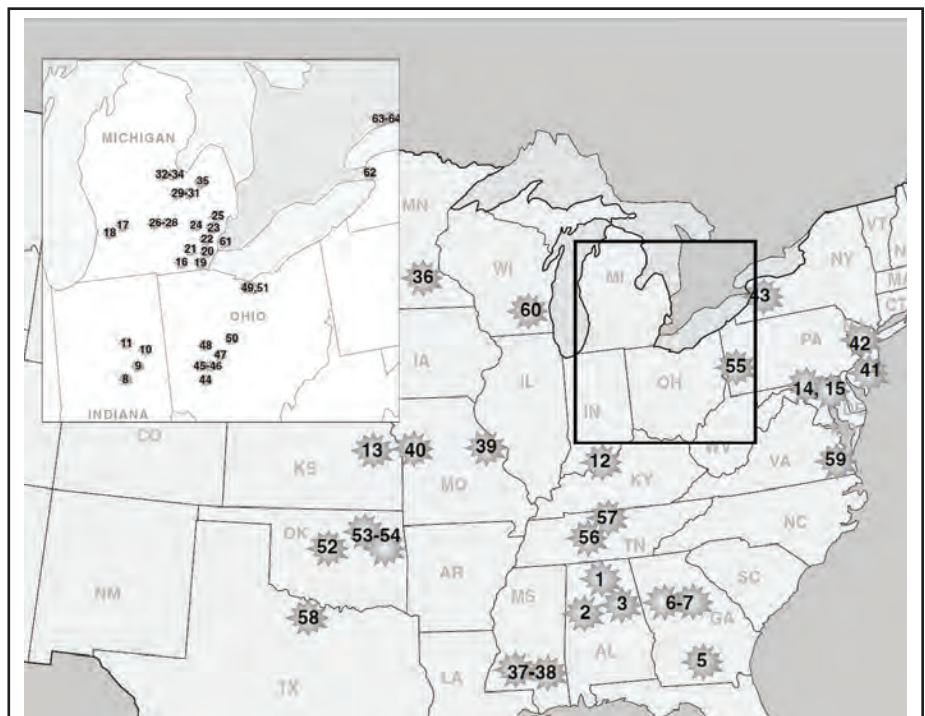 MICHIGAN
63-64
62
32-34
35
29-31
25
17
26-28
24
23
18
22
61
21
20
16
19
49,51
OHIO
11
48
50
10
47
9
45-46
8
44
INDIANA
MN
VT
N
NY
MA
CT
WI
MI
36
43
60
PA
42
IA
55
41
IL
OH
14, 15
DE
IN
CO
WV
13
40
39
12
VA
59
KS
MO
KY
57
NC
OK
53-54
52
56
TN
AR
SC
NM
1
MS
6-7
2
3
GA
58
AL
5
37-38
LA
TX